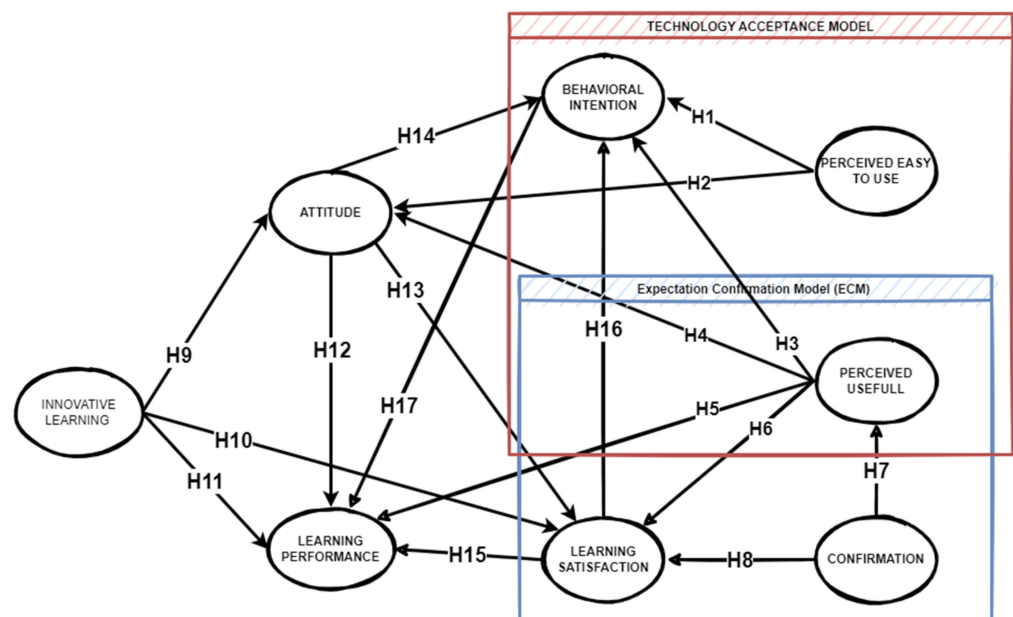 TECHNOLOGY ACCEPTANCE MODEL
BEHAVIORAL
INTENTION
H1
H14
PERCEIVED EASY
TO USE
H2
ATTITUDE
H13
Expectation Confirmation Model (ECM)
H16
H4
H3
H12
H9
PERCEIVED
USEFULL
INNOVATIVE
LEARNING
H17
H5
H6
H10
H11
H7
LEARNING
PERFORMANCE
H15
LEARNING
SATISFACTION
H8
CONFIRMATION